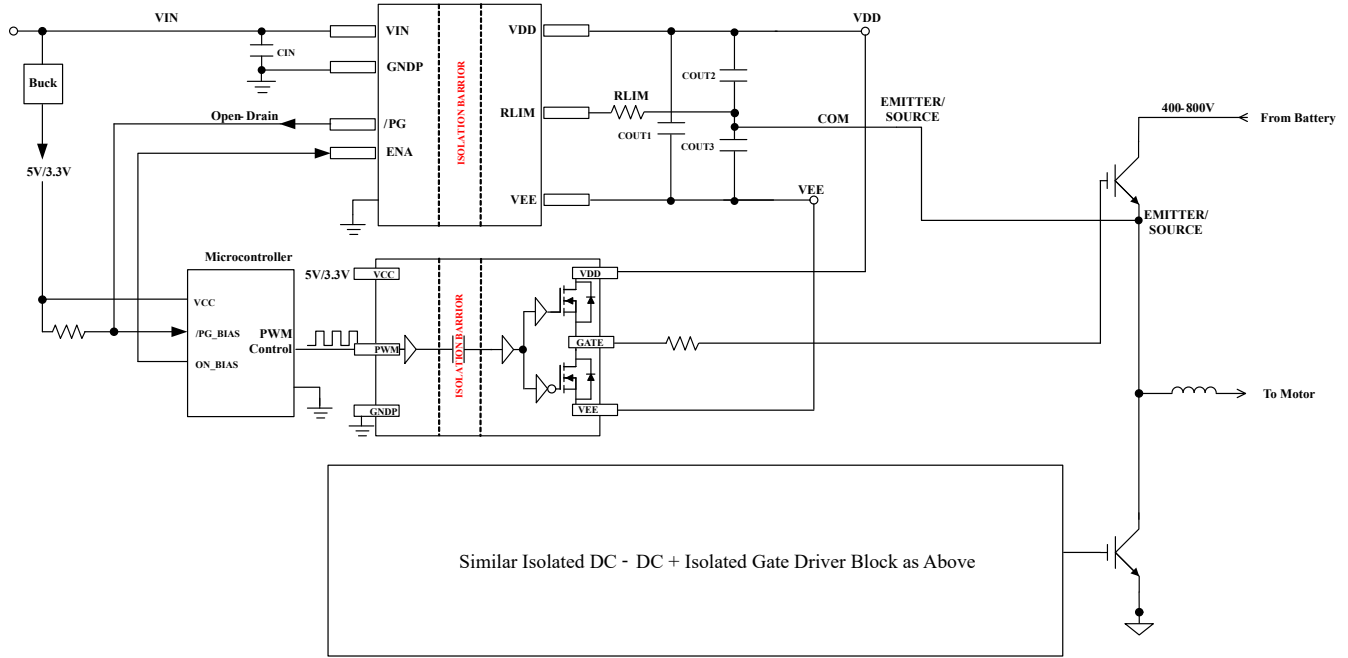 VIN
VIN
CIN
GNDP
/PG
ENA
ISOLATION BARRIER
VDD
RLIM
VEE
VDD
COUT2
RLIM
COUT1
COUT3
COM
EMITTER/
SOURCE
VEE
Buck
Open- Drain
5V/3.3V
400-800V
From Battery
EMITTER/
SOURCE
Microcontroller
VCC
/PG_BIAS
ON_BIAS
PWM
Control
5V/3.3V
VCC
PWM
GNDP
ISOLATION BARRIER
VDD
GATE
VEE
To Motor
Similar Isolated DC - DC + Isolated Gate Driver Block as Above